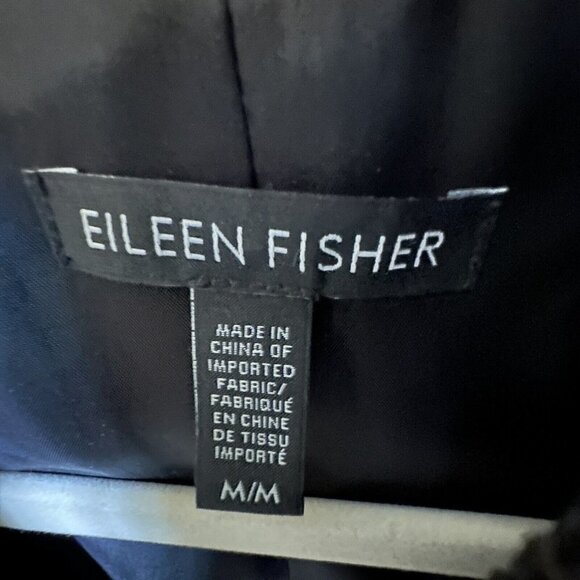 EILEEN FISHER
MADE IN
CHINA OF
IMPORTED
FABRIC/
FABRIQUÉ
EN CHINE
DE TISSU
IMPORTÉ
M/M